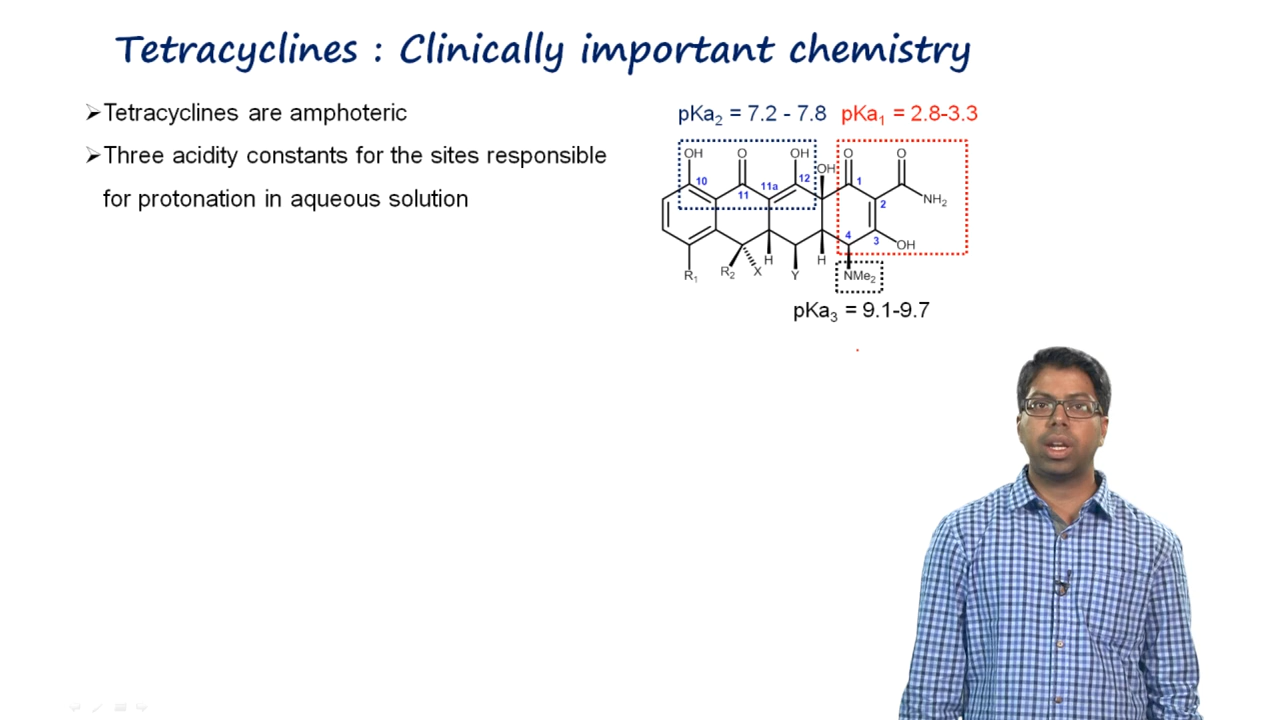 Tetracyclines : Clinically important chemistry
➢Tetracyclines are amphoteric
➢Three acidity constants for the sites responsible
for protonation in aqueous solution
pKa₂ = 7.2 - 7.8 pKa₁ = 2.8-3.3
OH O OH OH O O
10 11 11a 12 1 2 NH₂
4 3 OH
R₁ R₂ X H Y H NMe₂
pKa₃ = 9.1-9.7